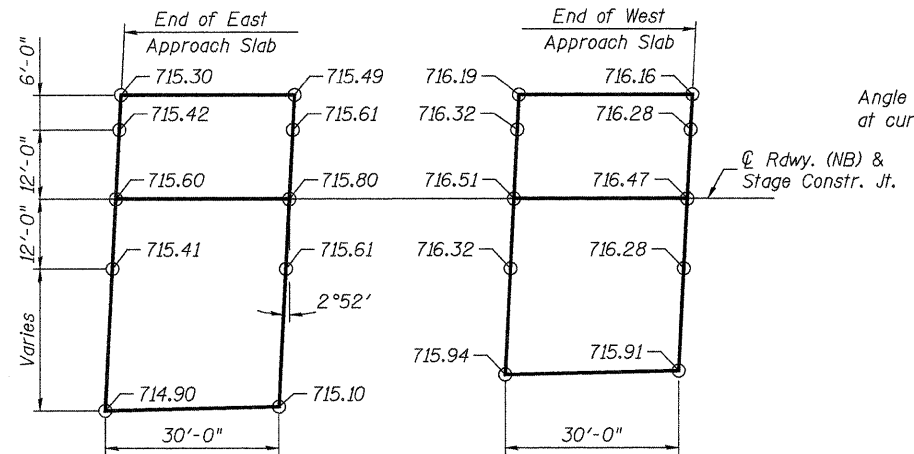 End of East
Approach Slab
End of West
Approach Slab
6'-0"
715.30
715.49
716.19
716.16
715.42
715.61
716.32
716.28
Angle
at cur
12'-0"
℄ Rdwy. (NB) &
Stage Constr. Jt.
715.60
715.80
716.51
716.47
12'-0"
715.41
715.61
716.32
716.28
2°52'
Varies
715.94
715.91
714.90
715.10
30'-0"
30'-0"